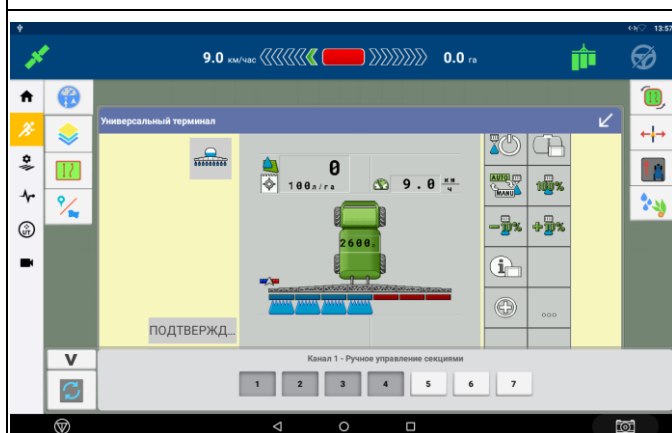 13:57
9.0 км/час
0.0 га
Универсальный терминал
0
100л/га
9.0 км/ч
AUTO
MANU
100%
-10%
+10%
2600л
i
ПОДТВЕРЖД...
UT
V
Канал 1 - Ручное управление секциями
1 2 3 4 5 6 7